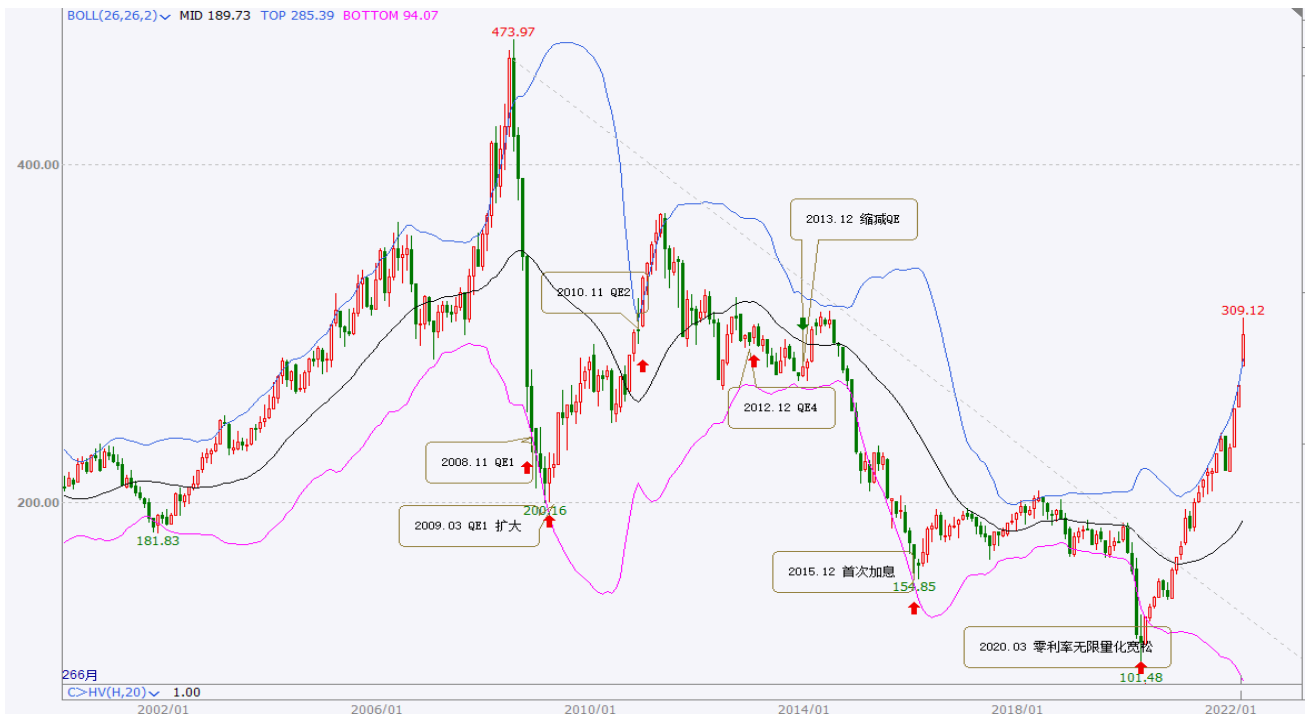 BOLL(26,26,2) MID 189.73 TOP 285.39 BOTTOM 94.07
473.97
400.00
2013.12 缩减QE
2010.11 QE2
309.12
2012.12 QE4
2008.11 QE1
200.00
200.16
2009.03 QE1 扩大
181.83
2015.12 首次加息
154.85
2020.03 零利率无限量化宽松
266月
101.48
C>HV(H,20) 1.00
2002/01 2006/01 2010/01 2014/01 2018/01 2022/01